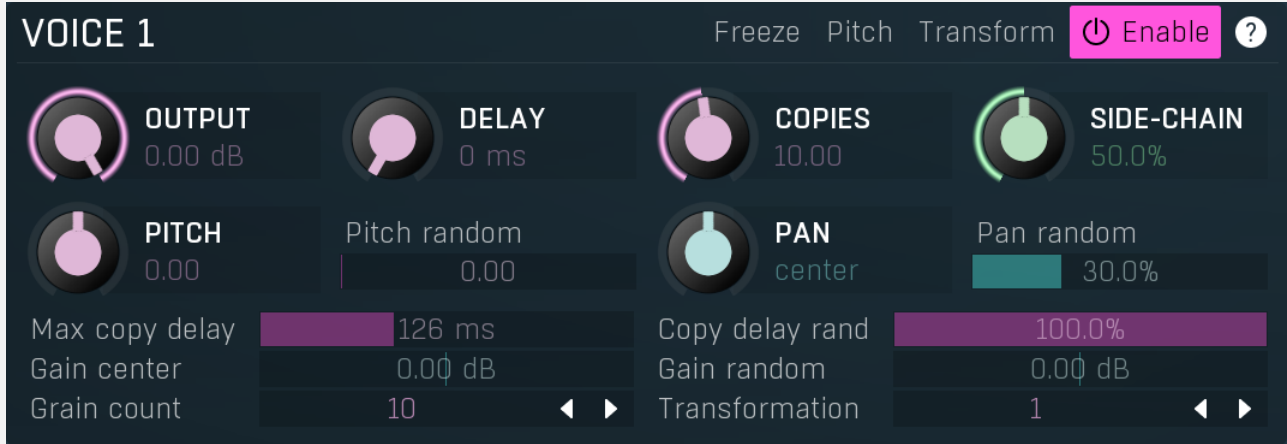 VOICE 1 Freeze Pitch Transform Enable ?
OUTPUT DELAY COPIES SIDE-CHAIN
0.00 dB 0 ms 10.00 50.0%
PITCH Pitch random PAN Pan random
0.00 0.00 center 30.0%
Max copy delay 126 ms Copy delay rand 100.0%
Gain center 0.00 dB Gain random 0.00 dB
Grain count 10 Transformation 1